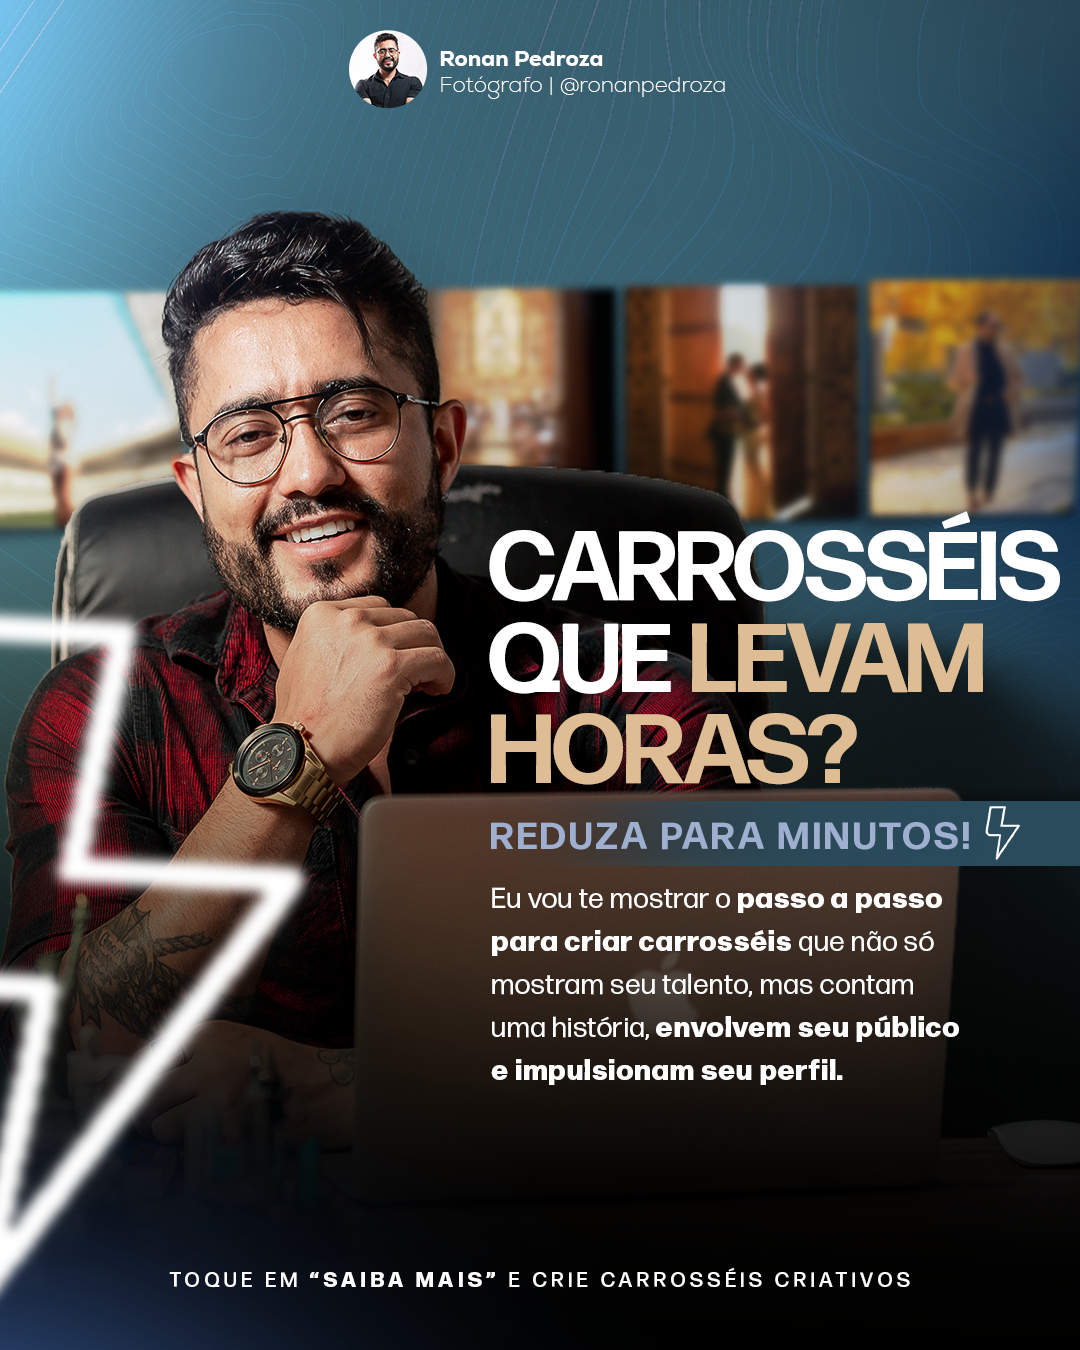 Ronan Pedroza
Fotógrafo | @ronanpedroza
CARROSSÉIS
QUE LEVAM
HORAS?
REDUZA PARA MINUTOS!
Eu vou te mostrar o passo a passo
para criar carrosséis que não só
mostram seu talento, mas contam
uma história, envolvem seu público
e impulsionam seu perfil.
TOQUE EM “SAIBA MAIS” E CRIE CARROSSÉIS CRIATIVOS